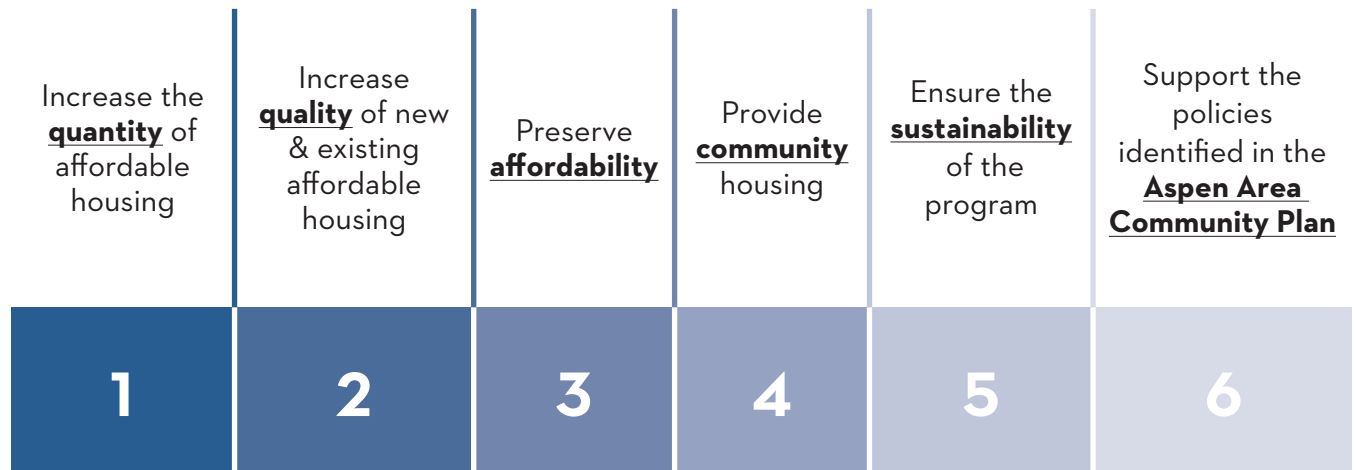 Increase the
quantity of
affordable
housing
Increase
quality of new
& existing
affordable
housing
Preserve
affordability
Provide
community
housing
Ensure the
sustainability
of the
program
Support the
policies
identified in the
Aspen Area
Community Plan
1
2
3
4
5
6